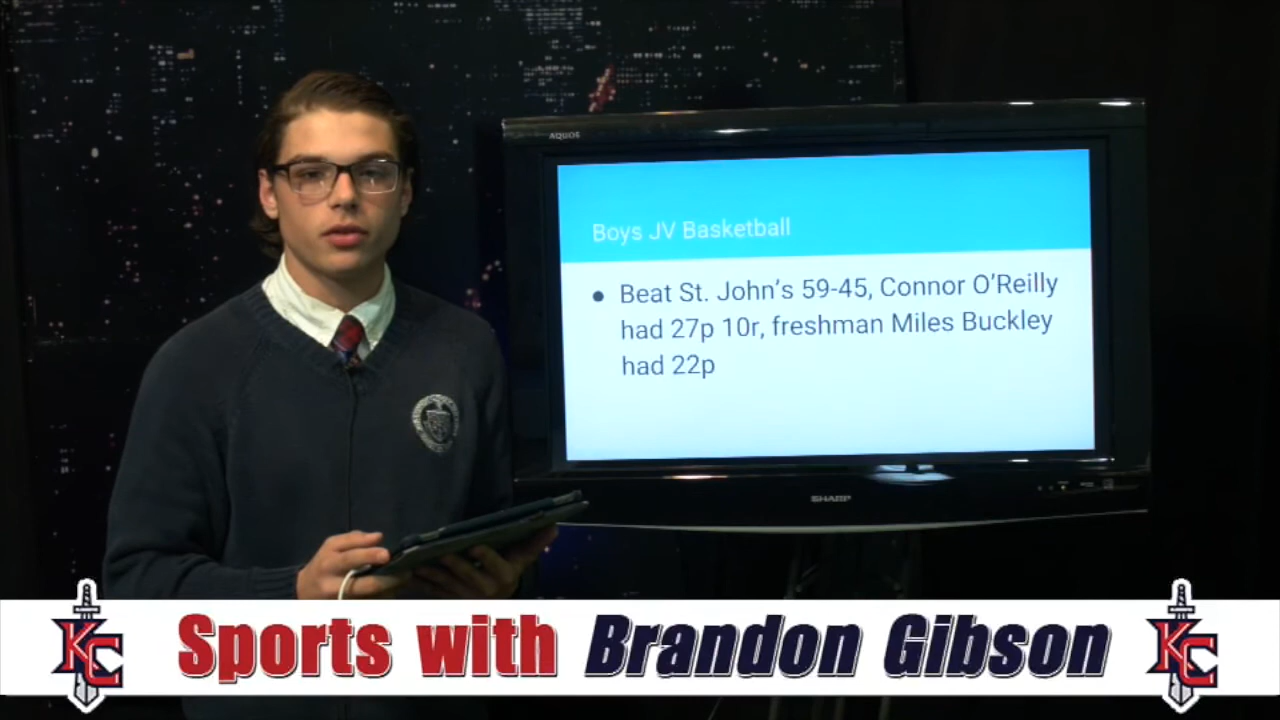 AQUOS
Boys JV Basketball
● Beat St. John's 59-45, Connor O'Reilly
had 27p 10r, freshman Miles Buckley
had 22p
SHARP
KC Sports with Brandon Gibson KC